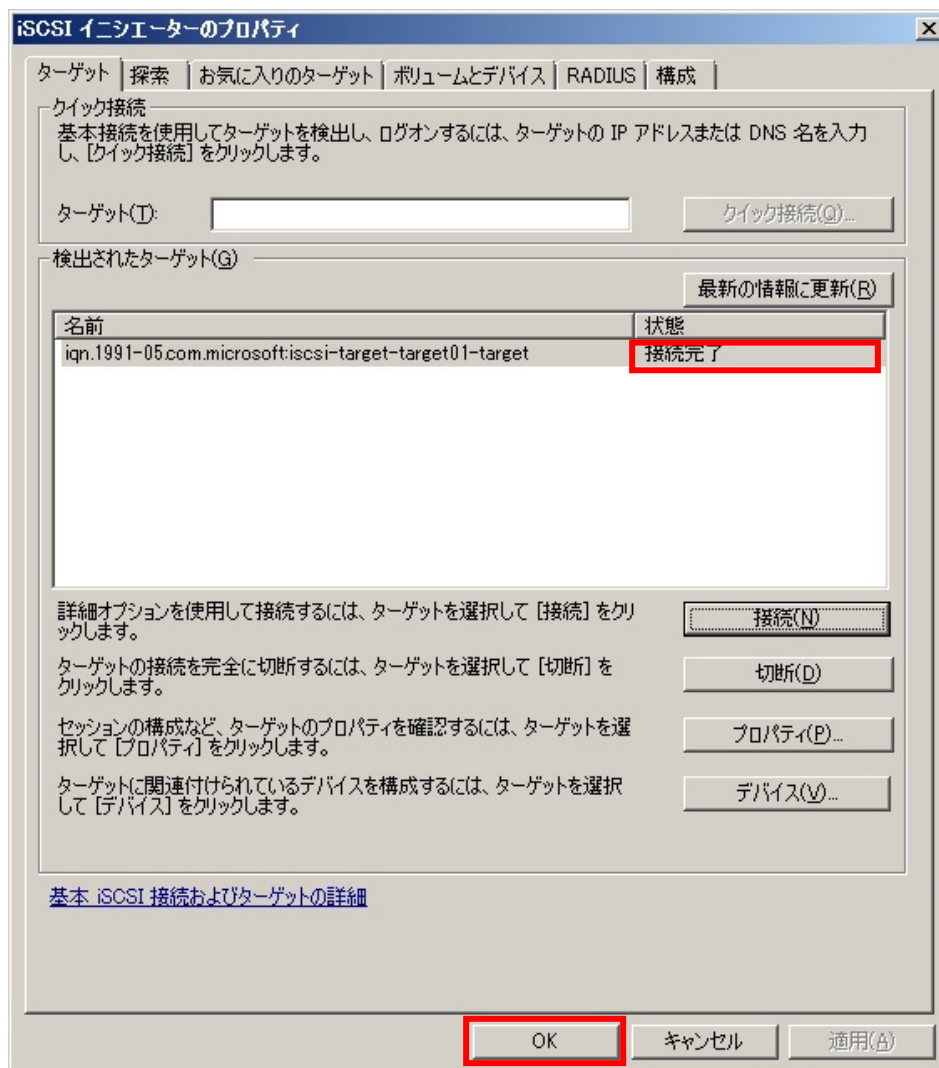 iSCSI イニシエーターのプロパティ
ターゲット 探索 お気に入りのターゲット ボリュームとデバイス RADIUS 構成
クイック接続
基本接続を使用してターゲットを検出し、ログオンするには、ターゲットの IP アドレスまたは DNS 名を入力
し、[クイック接続] をクリックします。
ターゲット(T): クイック接続(Q)...
検出されたターゲット(G)
最新の情報に更新(R)
名前 状態
iqn.1991-05.com.microsoft:iscsi-target-target01-target 接続完了
詳細オプションを使用して接続するには、ターゲットを選択して [接続] をクリ
ックします。
接続(N)
ターゲットの接続を完全に切断するには、ターゲットを選択して [切断] を
クリックします。
切断(D)
セッションの構成など、ターゲットのプロパティを確認するには、ターゲットを選
択して [プロパティ] をクリックします。
プロパティ(P)...
ターゲットに関連付けられているデバイスを構成するには、ターゲットを選択
して [デバイス] をクリックします。
デバイス(V)...
基本 iSCSI 接続およびターゲットの詳細
OK キャンセル 適用(A)